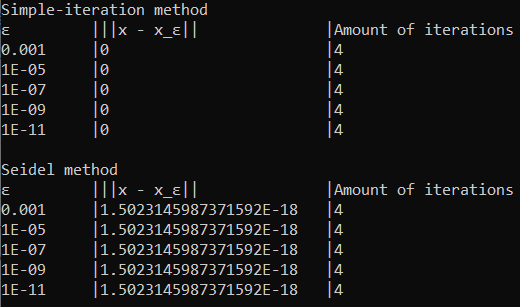 Simple-iteration method
ε |||x - x_ε|| |Amount of iterations
0.001 |0 |4
1E-05 |0 |4
1E-07 |0 |4
1E-09 |0 |4
1E-11 |0 |4
Seidel method
ε |||x - x_ε|| |Amount of iterations
0.001 |1.5023145987371592E-18 |4
1E-05 |1.5023145987371592E-18 |4
1E-07 |1.5023145987371592E-18 |4
1E-09 |1.5023145987371592E-18 |4
1E-11 |1.5023145987371592E-18 |4